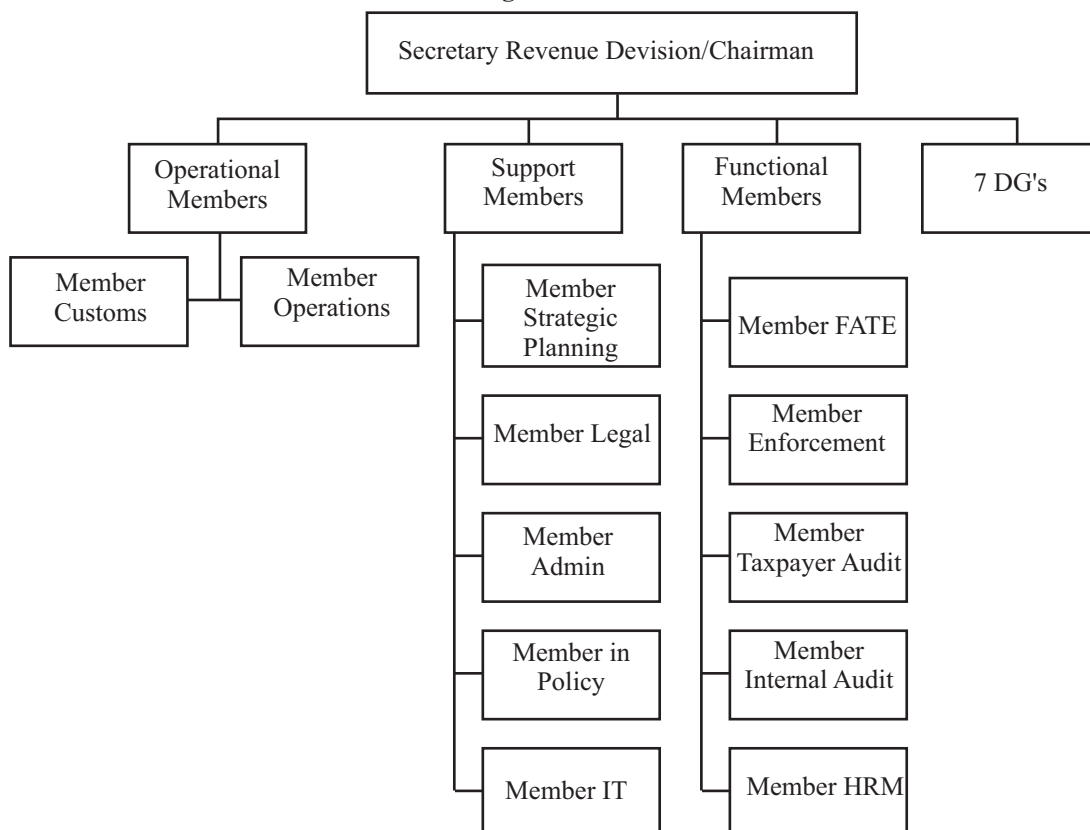 Secretary Revenue Devision/Chairman
Operational
Members
Support
Members
Functional
Members
7 DG's
Member
Customs
Member
Operations
Member
Strategic
Planning
Member Legal
Member
Admin
Member in
Policy
Member IT
Member FATE
Member
Enforcement
Member
Taxpayer Audit
Member
Internal Audit
Member HRM